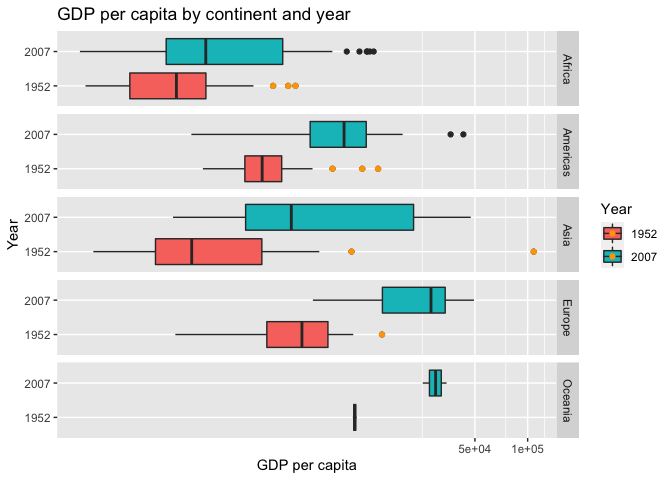 GDP per capita by continent and year
2007
1952
Africa
2007
1952
Americas
2007
1952
Asia
2007
1952
Europe
2007
1952
Oceania
Year
5e+04
1e+05
GDP per capita
Year
1952
2007